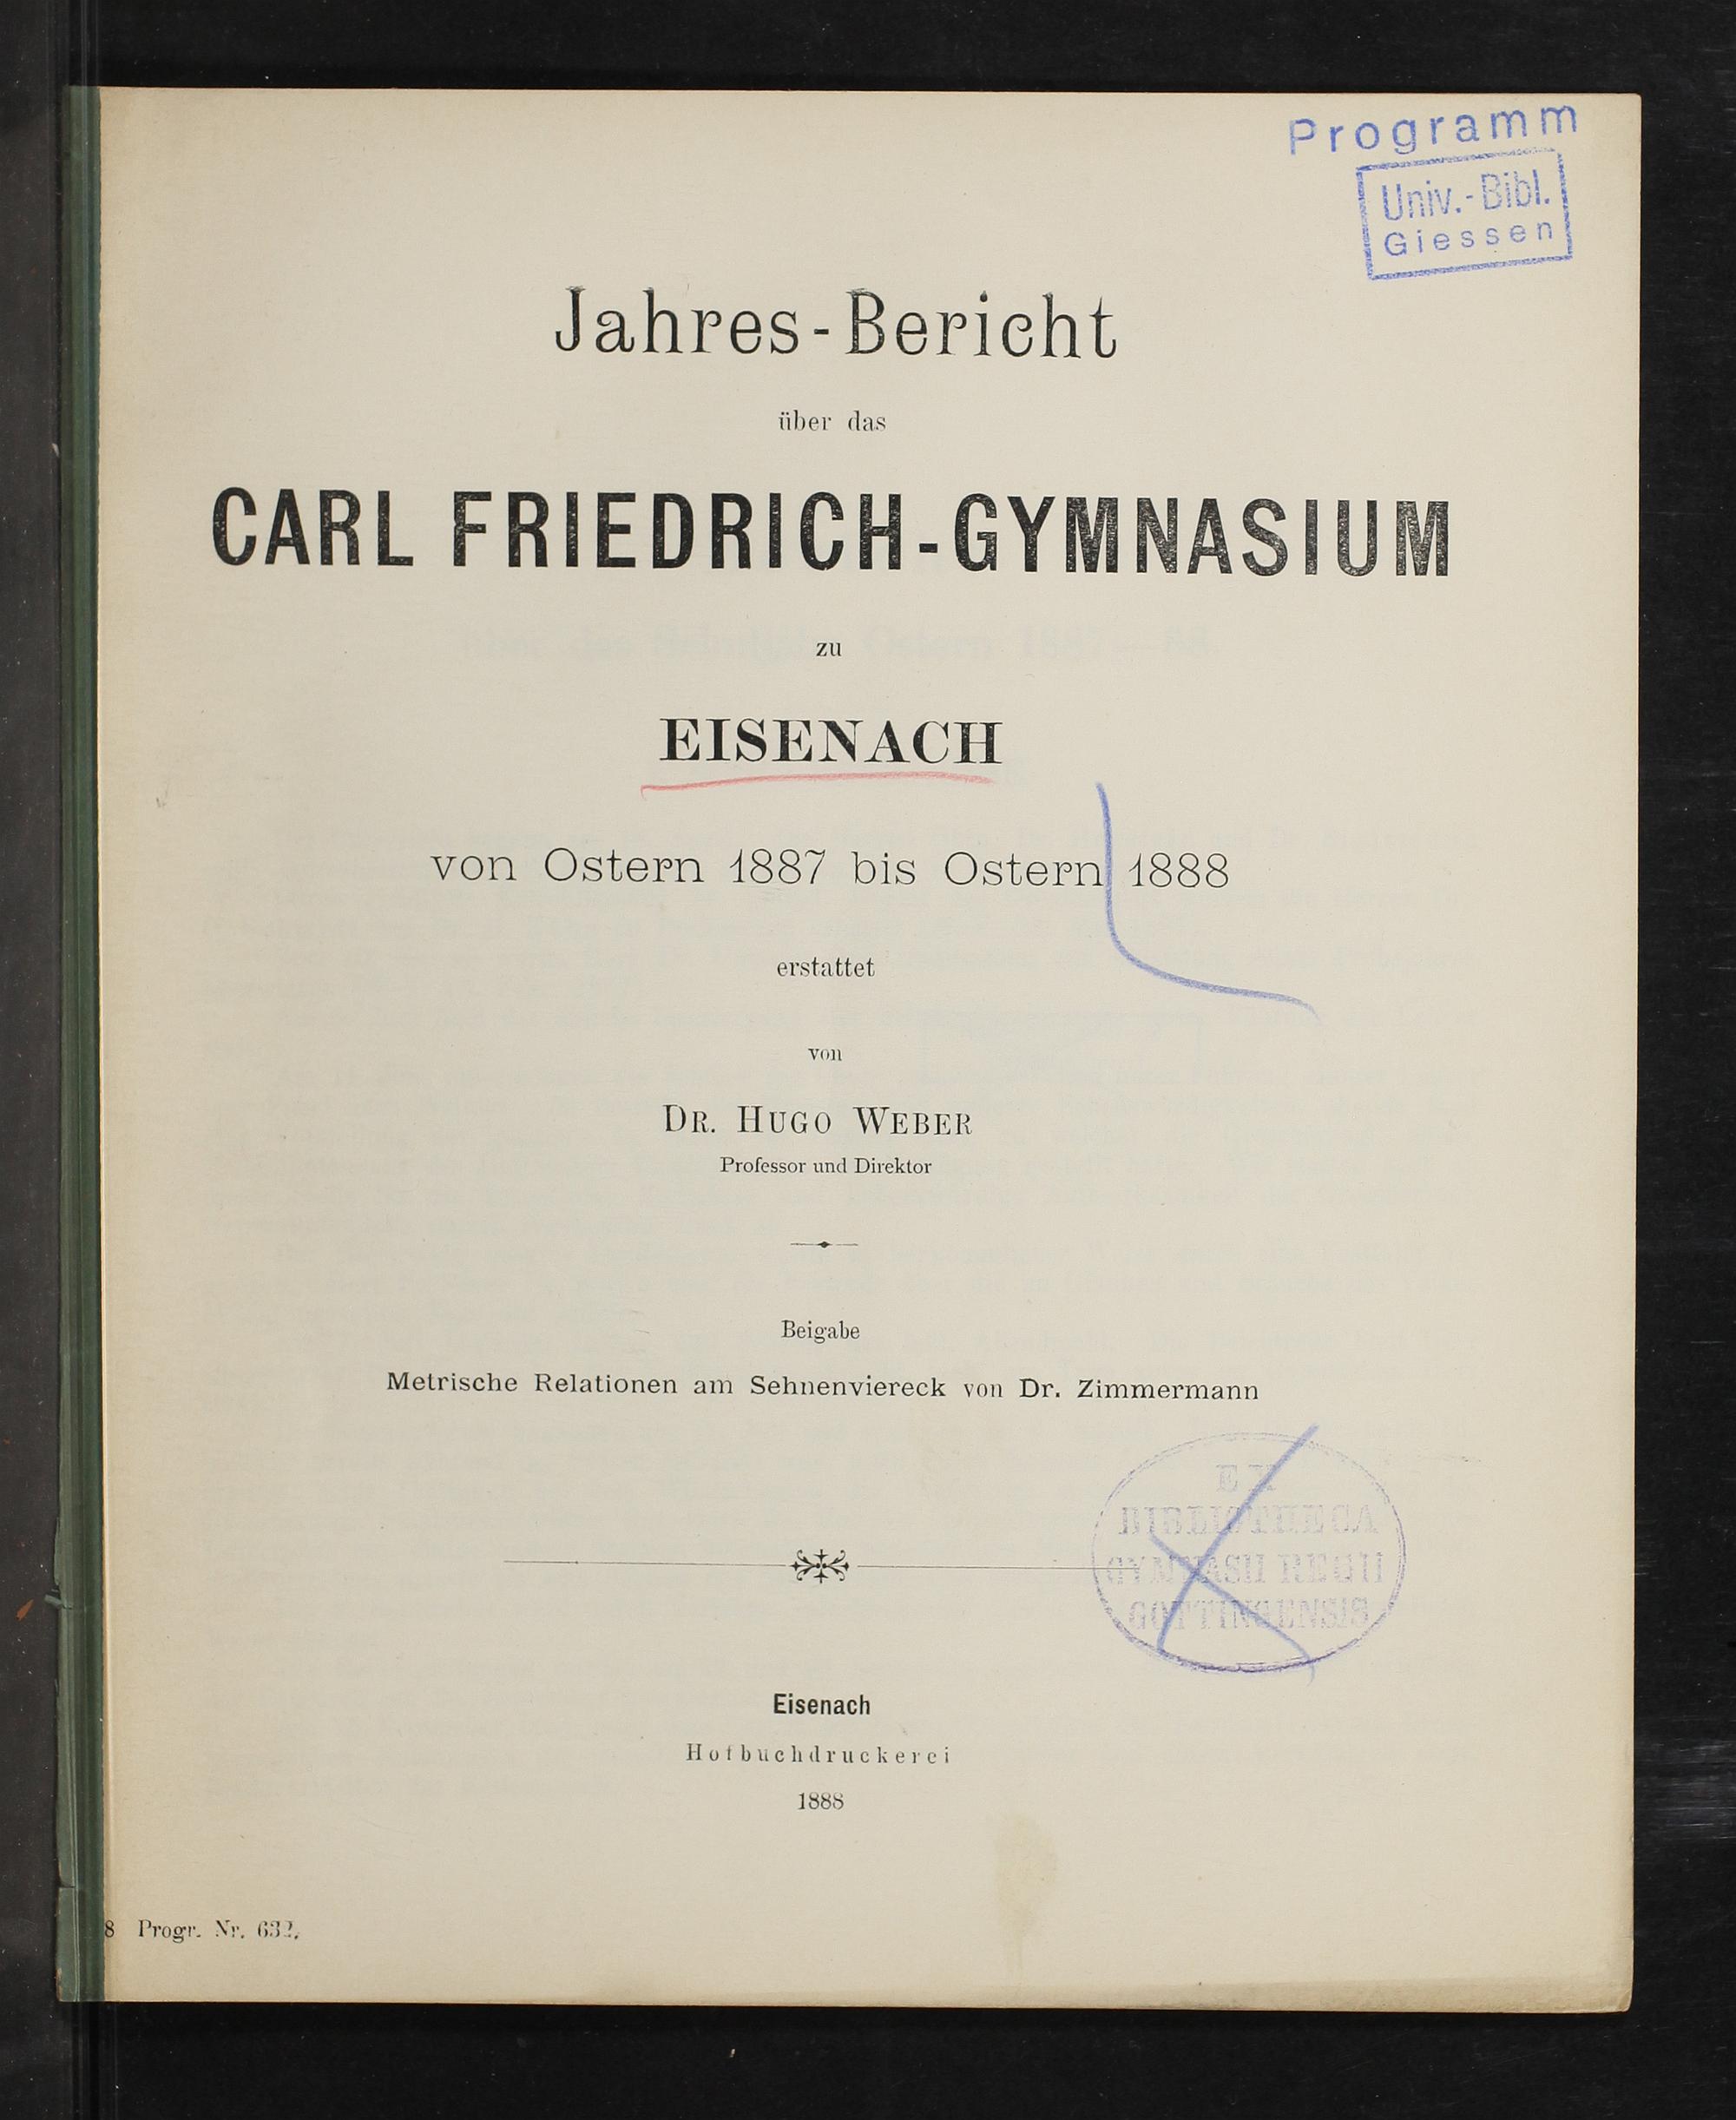 Programm
Univ.-Bibl.
Giessen
Jahres-Bericht
über das
CARL FRIEDRICH-GYMNASIUM
zu
EISENACH
von Ostern 1887 bis Ostern 1888
erstattet
von
DR. HUGO WEBER
Professor und Direktor
Beigabe
Metrische Relationen am Sehnenviereck von Dr. Zimmermann
EX
BIBLIOTHECA
GYMNASII REGII
GOTTINGENSIS
Eisenach
Hofbuchdruckerei
1888
8 Progr. Nr. 632.